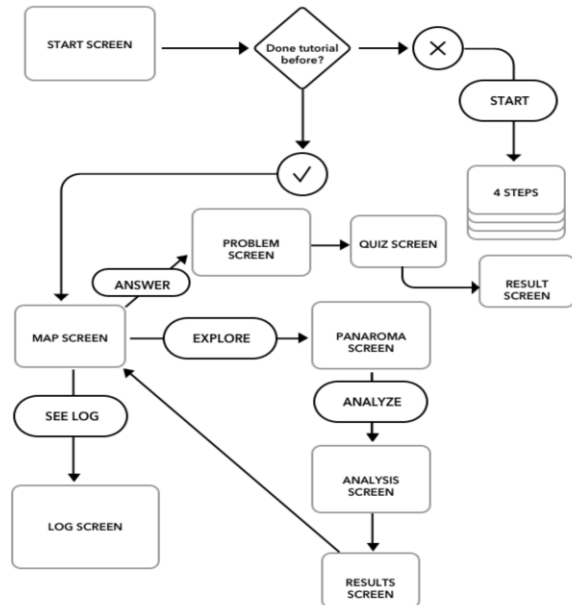 START SCREEN
Done tutorial
before?
START
4 STEPS
PROBLEM
SCREEN
QUIZ SCREEN
RESULT
SCREEN
ANSWER
MAP SCREEN
EXPLORE
PANAROMA
SCREEN
SEE LOG
ANALYZE
ANALYSIS
SCREEN
LOG SCREEN
RESULTS
SCREEN